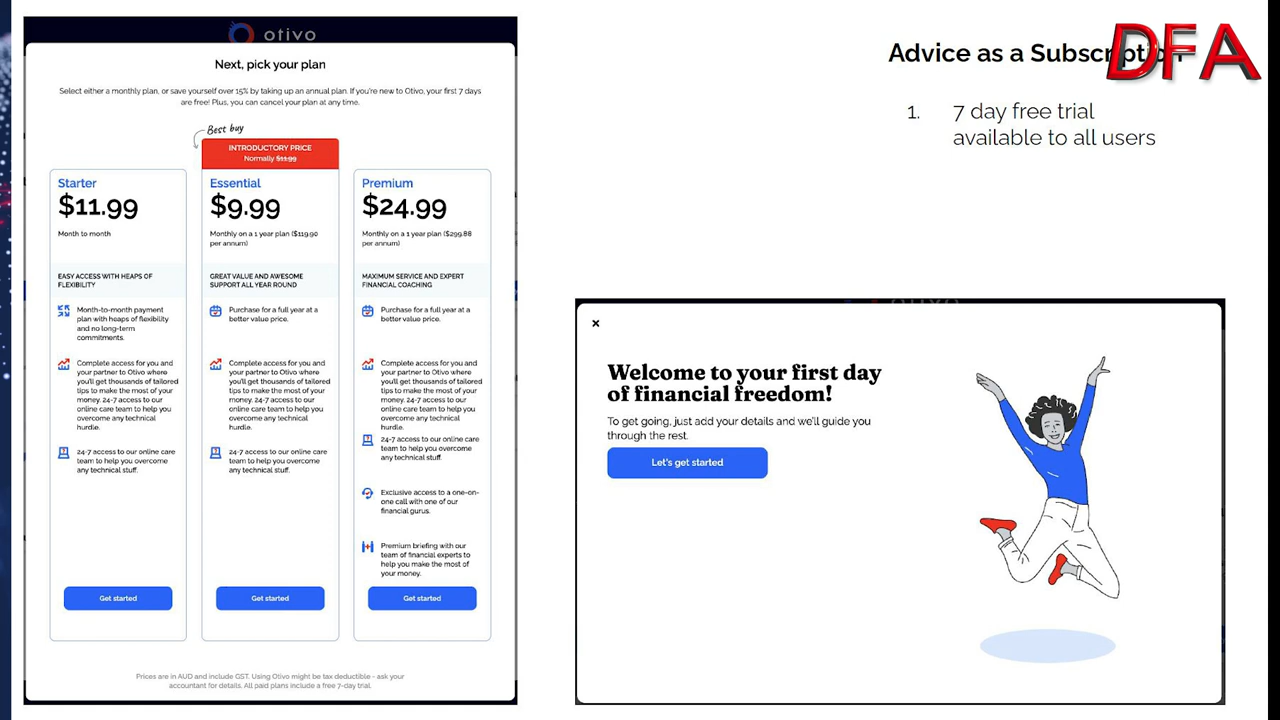 otivo
Next, pick your plan
Select either a monthly plan, or save yourself over 15% by taking up an annual plan. If you're new to Otivo, your first 7 days
are free! Plus, you can cancel your plan at any time.
Best buy
INTRODUCTORY PRICE
Normally $11.99
Starter
$11.99
Month to month
EASY ACCESS WITH HEAPS OF
FLEXIBILITY
Month-to-month payment
plan with heaps of flexibility
and no long-term
commitments.
Complete access for you and
your partner to Otivo where
you'll get thousands of tailored
tips to make the most of your
money. 24-7 access to our
online care team to help you
overcome any technical
hurdle.
24-7 access to our online care
team to help you overcome
any technical stuff.
Get started
Essential
$9.99
Monthly on a 1 year plan ($119.90
per annum)
GREAT VALUE AND AWESOME
SUPPORT ALL YEAR ROUND
Purchase for a full year at a
better value price.
Complete access for you and
your partner to Otivo where
you'll get thousands of tailored
tips to make the most of your
money. 24-7 access to our
online care team to help you
overcome any technical
hurdle.
24-7 access to our online care
team to help you overcome
any technical stuff.
Get started
Premium
$24.99
Monthly on a 1 year plan ($299.88
per annum)
MAXIMUM SERVICE AND EXPERT
FINANCIAL COACHING
Purchase for a full year at a
better value price.
Complete access for you and
your partner to Otivo where
you'll get thousands of tailored
tips to make the most of your
money. 24-7 access to our
online care team to help you
overcome any technical
hurdle.
24-7 access to our online care
team to help you overcome
any technical stuff.
Exclusive access to a one-on-
one call with one of our
financial gurus.
Premium briefing with our
team of financial experts to
help you make the most of
your money.
Get started
Prices are in AUD and include GST. Using Otivo might be tax deductible - ask your
accountant for details. All paid plans include a free 7-day trial.
Advice as a Subscription
DFA
1. 7 day free trial
available to all users
Welcome to your first day
of financial freedom!
To get going, just add your details and we'll guide you
through the rest.
Let's get started